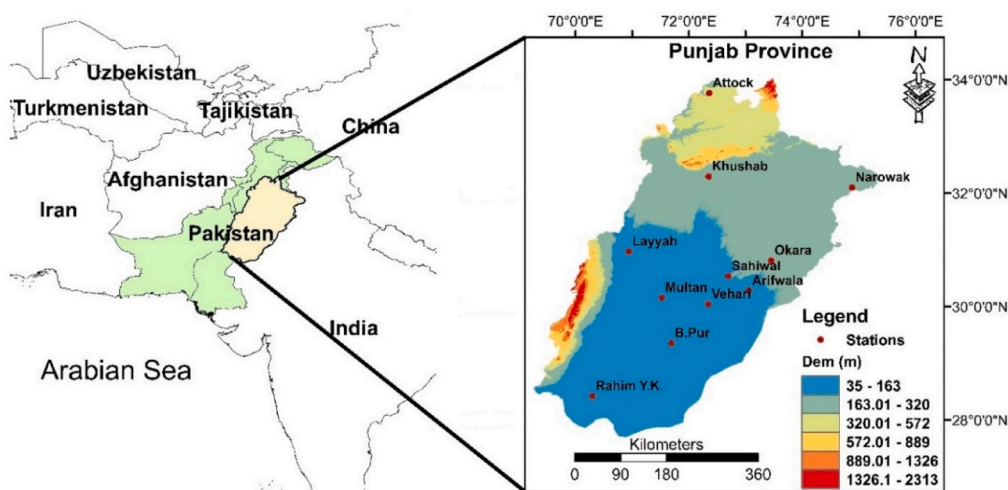 Uzbekistan
Turkmenistan
Tajikistan
China
Afghanistan
Iran
Pakistan
India
Arabian Sea
70°0'0"E 72°0'0"E 74°0'0"E 76°0'0"E
Punjab Province
N
34°0'0"N
32°0'0"N
30°0'0"N
28°0'0"N
Attock
Khushab
Narowak
Layyah
Okara
Sahiwal
Arifwala
Multan
Vehari
B.Pur
Rahim Y.K.
Legend
Stations
Dem (m)
35 - 163
163.01 - 320
320.01 - 572
572.01 - 889
889.01 - 1326
1326.1 - 2313
Kilometers
0 90 180 360